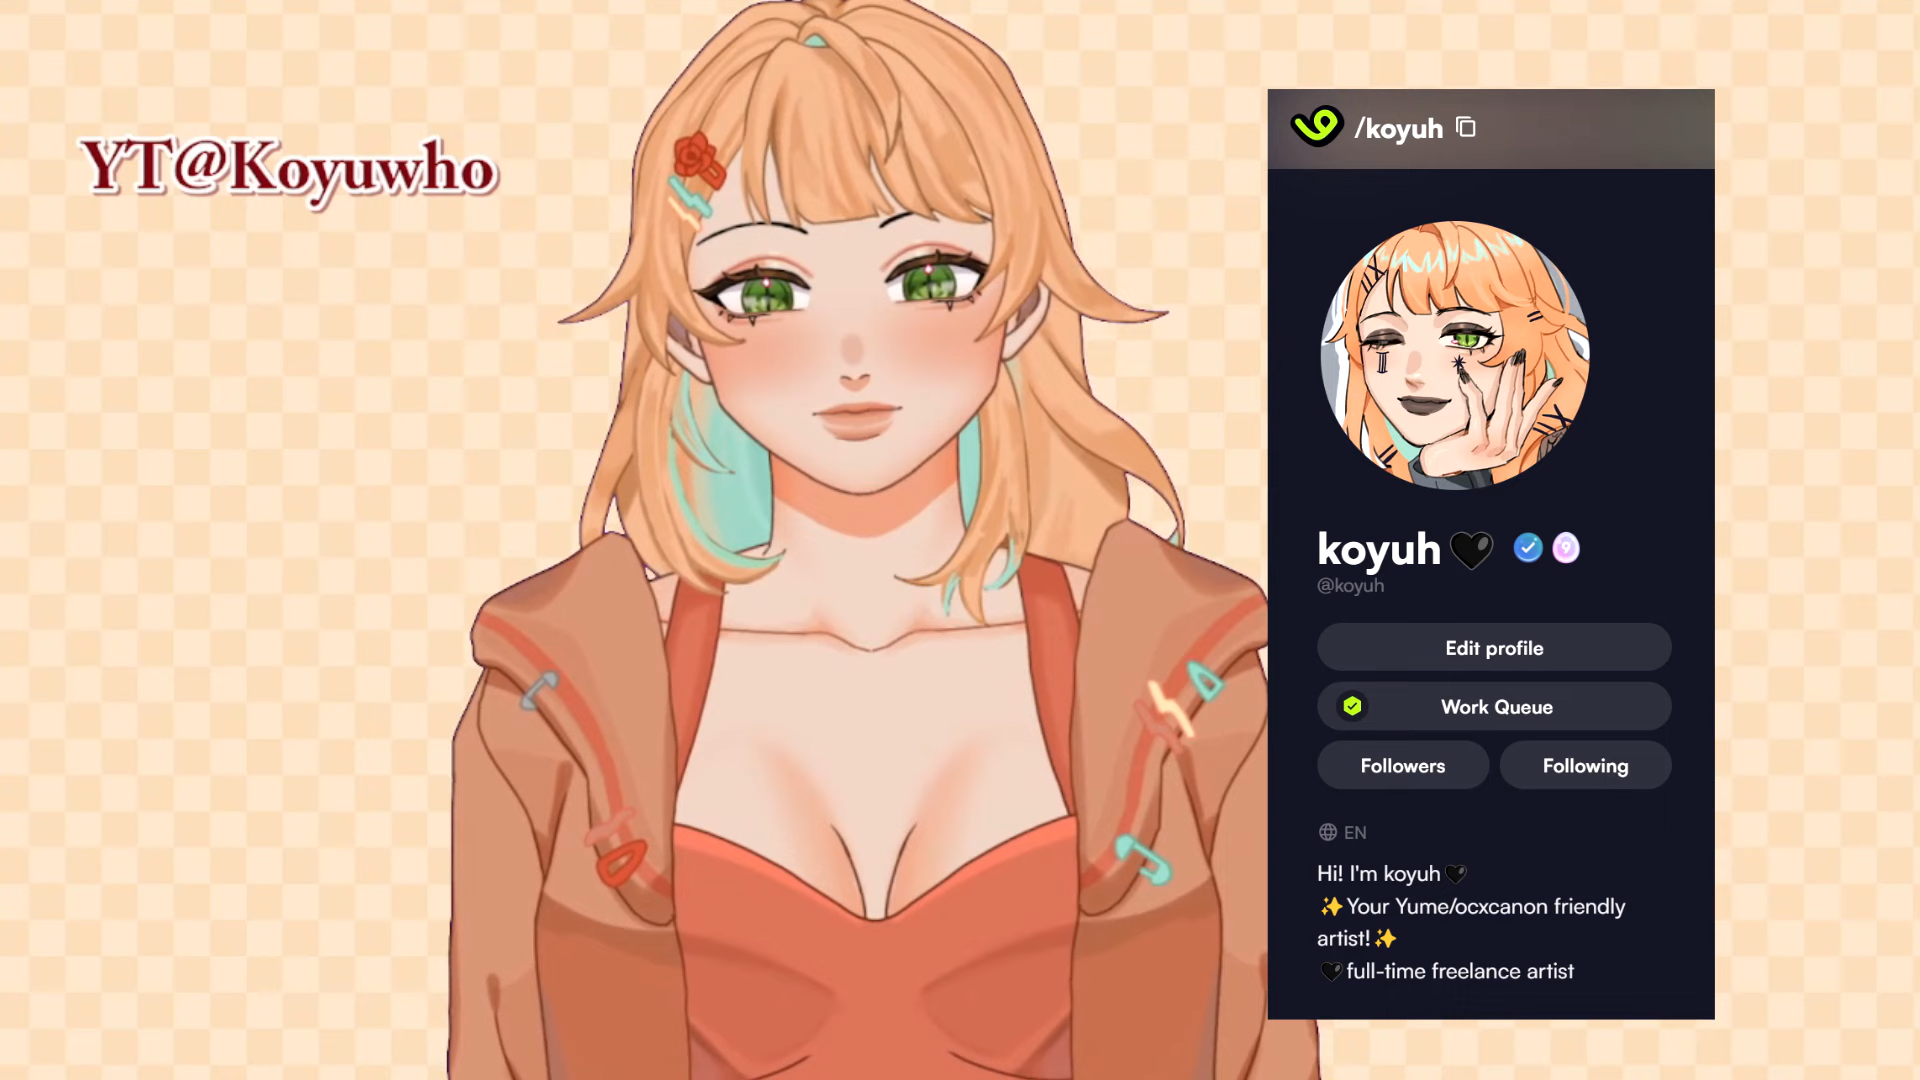 YT@Koyuwho
/koyuh
koyuh🖤
9
@koyuh
Edit profile
Work Queue
Followers
Following
EN
Hi! I'm koyuh🖤
✨Your Yume/ocxcanon friendly
artist!✨
🖤full-time freelance artist